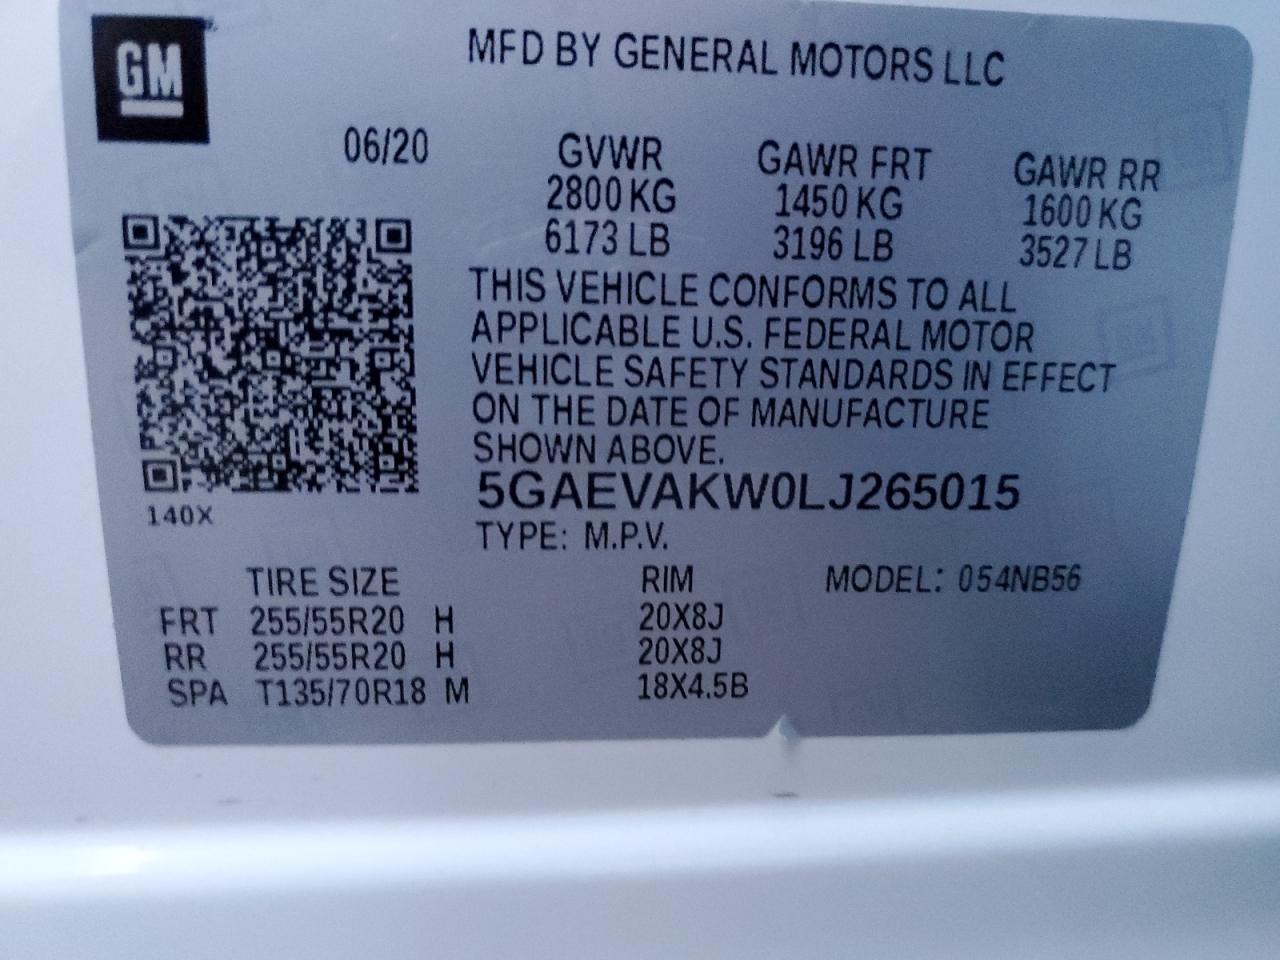 GM
MFD BY GENERAL MOTORS LLC
06/20
GVWR GAWR FRT GAWR RR
2800 KG 1450 KG 1600 KG
6173 LB 3196 LB 3527 LB
THIS VEHICLE CONFORMS TO ALL
APPLICABLE U.S. FEDERAL MOTOR
VEHICLE SAFETY STANDARDS IN EFFECT
ON THE DATE OF MANUFACTURE
SHOWN ABOVE.
5GAEVAKW0LJ265015
140X
TYPE: M.P.V.
TIRE SIZE RIM MODEL: 054NB56
FRT 255/55R20 H 20X8J
RR 255/55R20 H 20X8J
SPA T135/70R18 M 18X4.5B